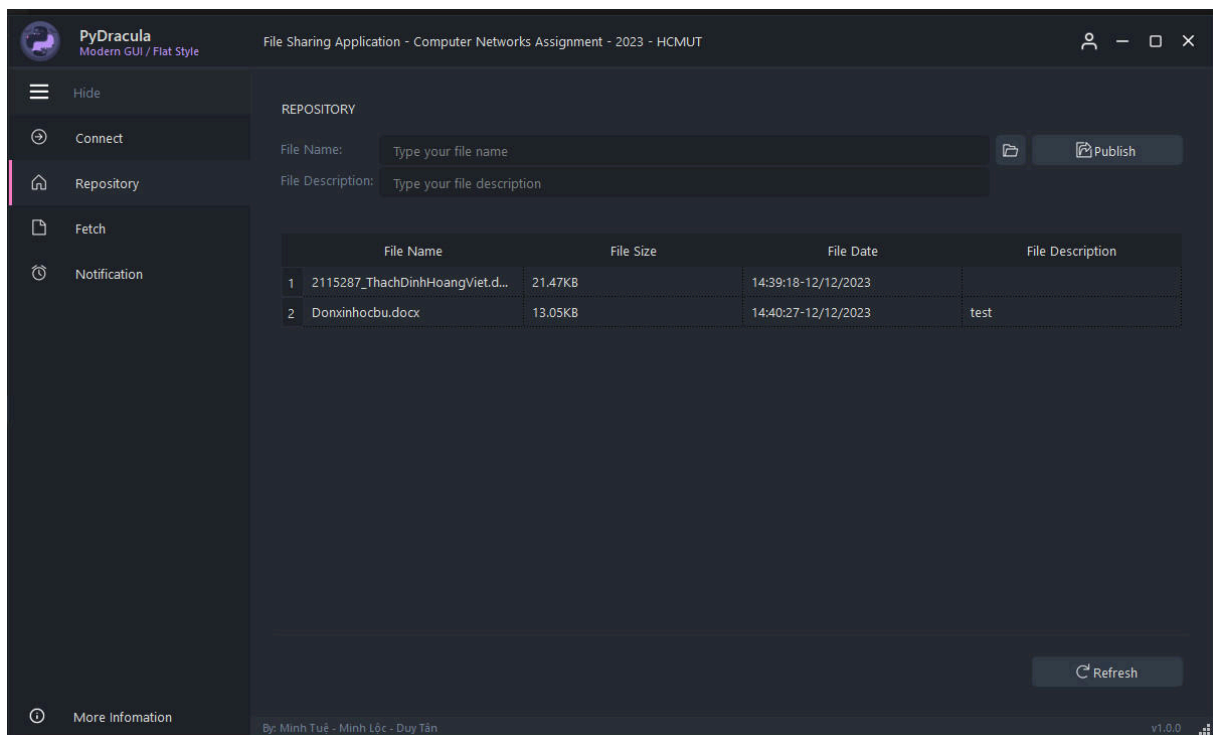 PyDracula
Modern GUI / Flat Style
File Sharing Application - Computer Networks Assignment - 2023 - HCMUT
Hide
Connect
Repository
Fetch
Notification
More Infomation
REPOSITORY
File Name: Type your file name Publish
File Description: Type your file description
File Name File Size File Date File Description
1 2115287_ThachDinhHoangViet.d... 21.47KB 14:39:18-12/12/2023
2 Donxinhocbu.docx 13.05KB 14:40:27-12/12/2023 test
Refresh
By: Minh Tuê - Minh Lôc - Duy Tân v1.0.0